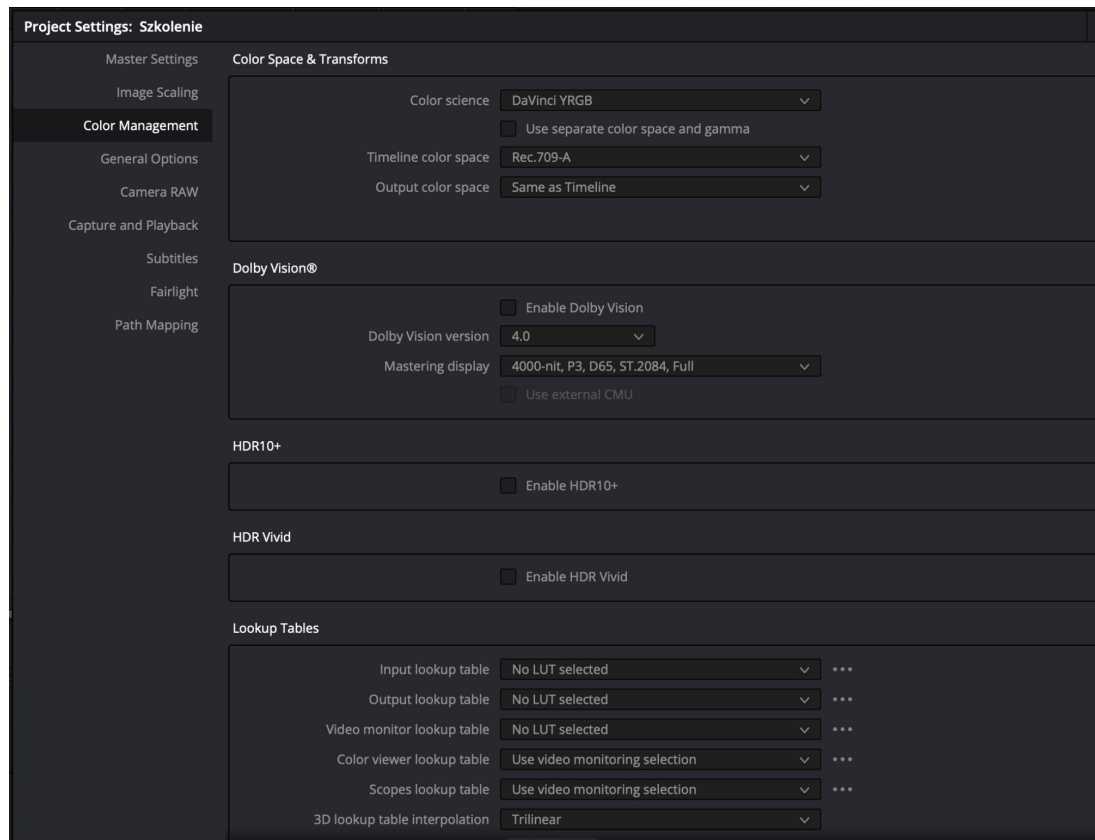 Project Settings: Szkolenie
Master Settings
Image Scaling
Color Management
General Options
Camera RAW
Capture and Playback
Subtitles
Fairlight
Path Mapping
Color Space & Transforms
Color science DaVinci YRGB
Use separate color space and gamma
Timeline color space Rec.709-A
Output color space Same as Timeline
Dolby Vision®
Enable Dolby Vision
Dolby Vision version 4.0
Mastering display 4000-nit, P3, D65, ST.2084, Full
Use external CMU
HDR10+
Enable HDR10+
HDR Vivid
Enable HDR Vivid
Lookup Tables
Input lookup table No LUT selected
Output lookup table No LUT selected
Video monitor lookup table No LUT selected
Color viewer lookup table Use video monitoring selection
Scopes lookup table Use video monitoring selection
3D lookup table interpolation Trilinear